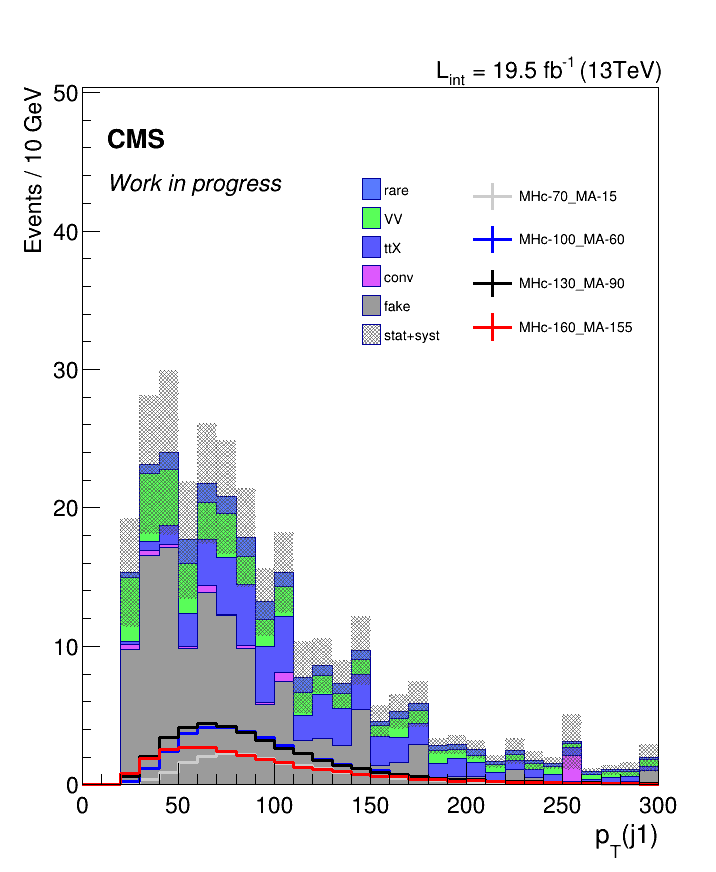 L_int = 19.5 fb^-1 (13TeV)
Events / 10 GeV
50
40
30
20
10
0
CMS
Work in progress
rare
VV
ttX
conv
fake
stat+syst
MHc-70_MA-15
MHc-100_MA-60
MHc-130_MA-90
MHc-160_MA-155
0 50 100 150 200 250 300
p_T(j1)